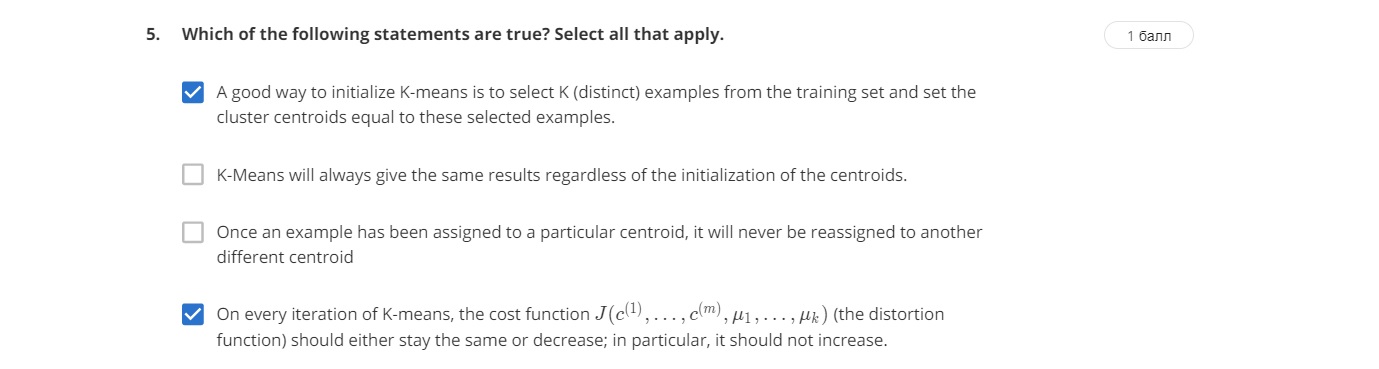 5. Which of the following statements are true? Select all that apply.
1 балл
A good way to initialize K-means is to select K (distinct) examples from the training set and set the
cluster centroids equal to these selected examples.
K-Means will always give the same results regardless of the initialization of the centroids.
Once an example has been assigned to a particular centroid, it will never be reassigned to another
different centroid
On every iteration of K-means, the cost function J(c⁽¹⁾, . . . , c⁽ᵐ⁾, μ₁, . . . , μₖ) (the distortion
function) should either stay the same or decrease; in particular, it should not increase.